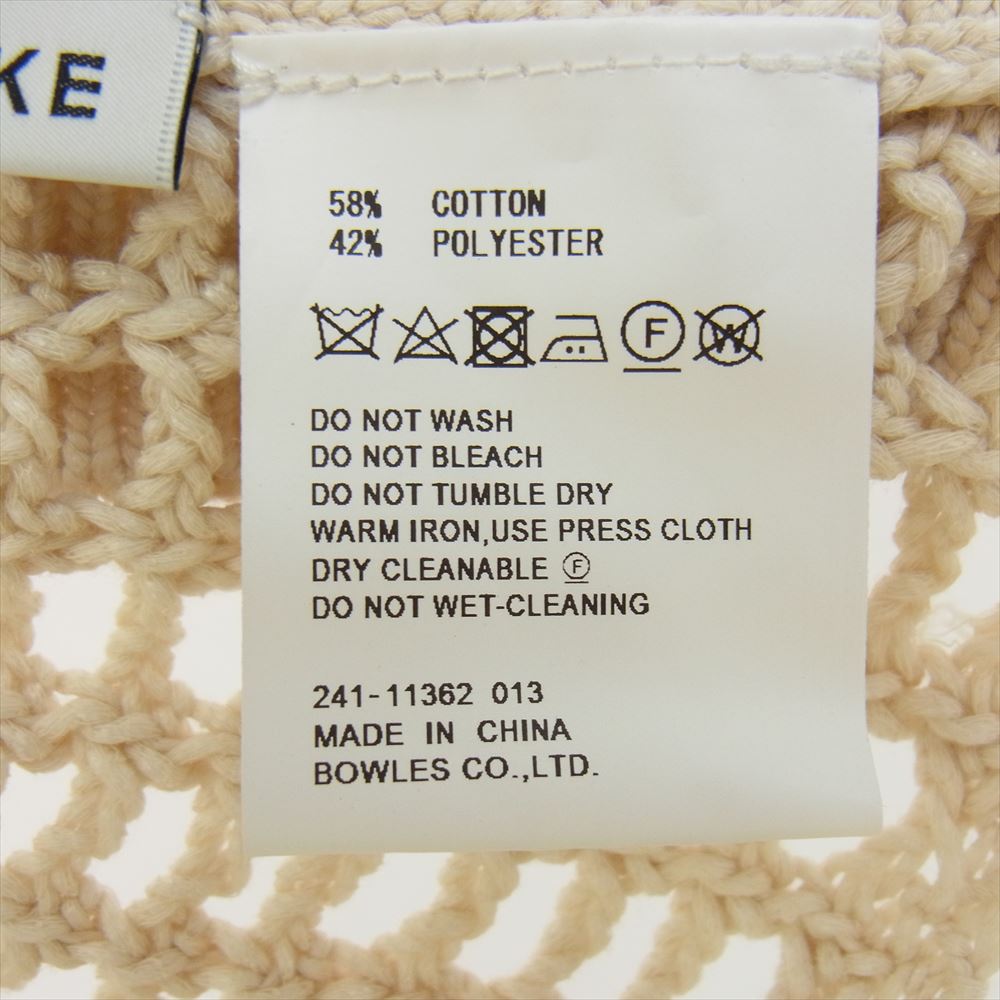 KE
58% COTTON
42% POLYESTER
F W
DO NOT WASH
DO NOT BLEACH
DO NOT TUMBLE DRY
WARM IRON,USE PRESS CLOTH
DRY CLEANABLE Ⓕ
DO NOT WET-CLEANING
241-11362 013
MADE IN CHINA
BOWLES CO.,LTD.